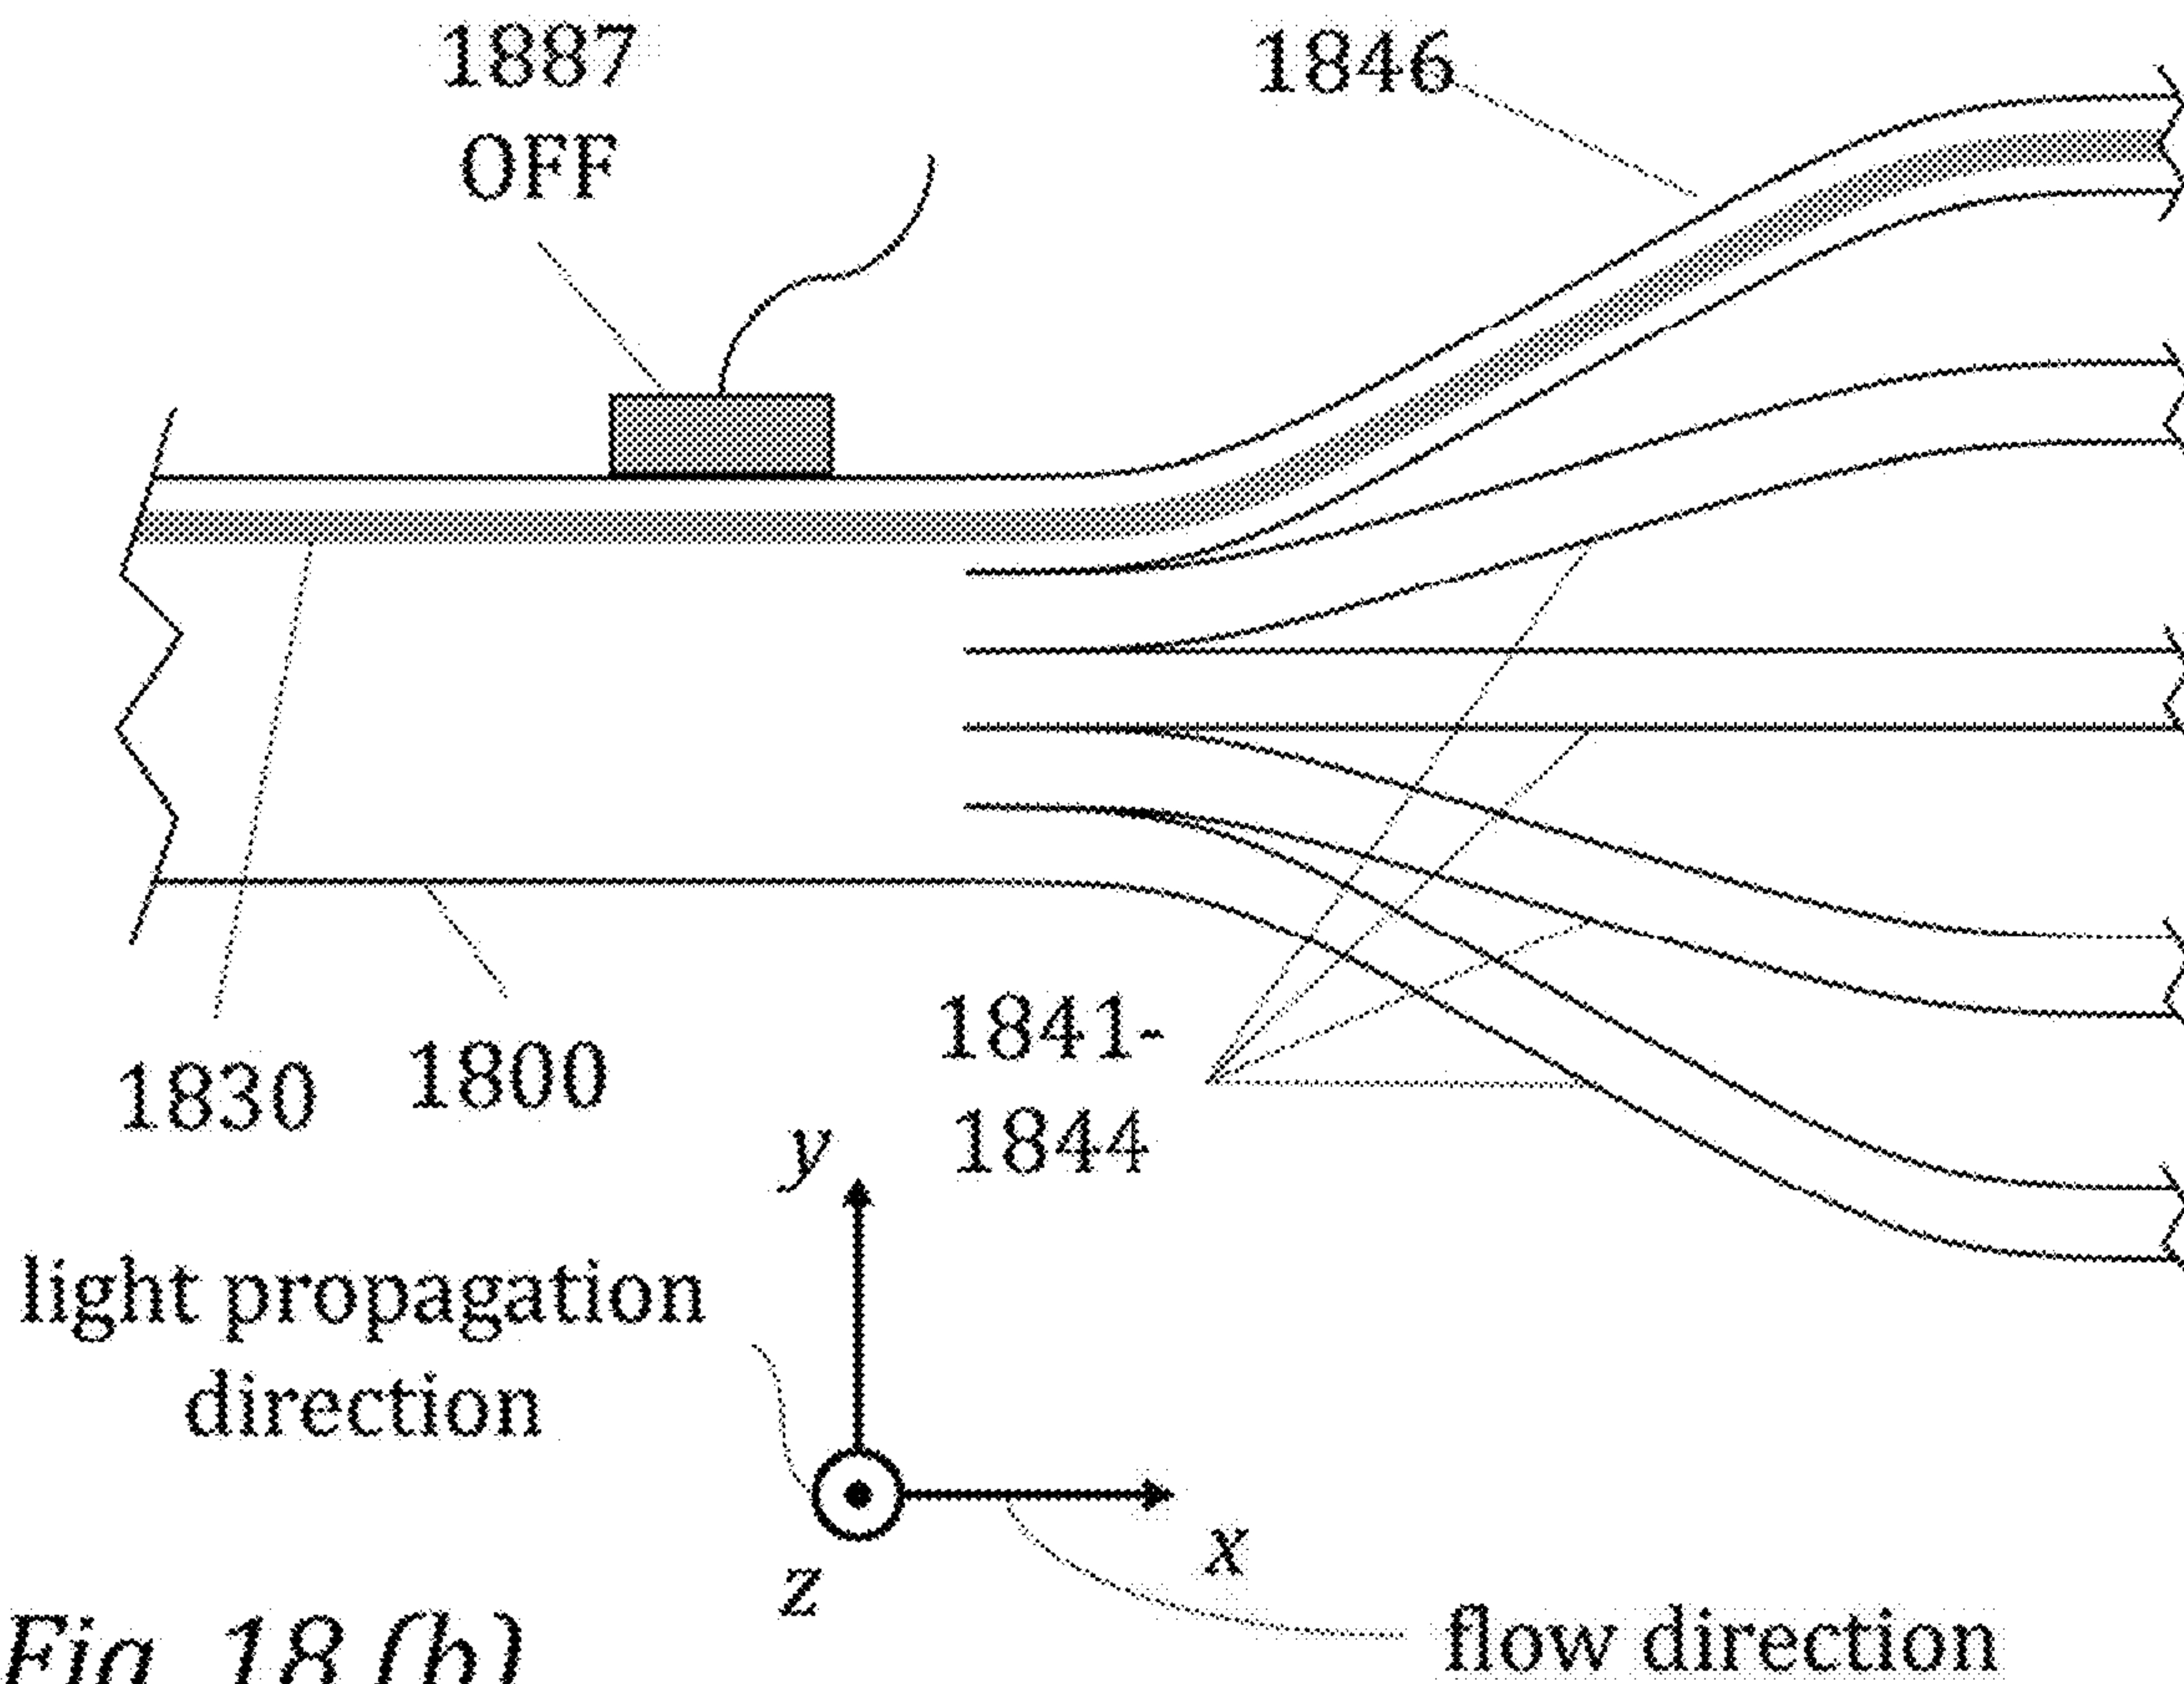 1887
OFF
1846
1830
1800
1841-
1844
y
light propagation
direction
x
z
flow direction
Fig. 18 (b)